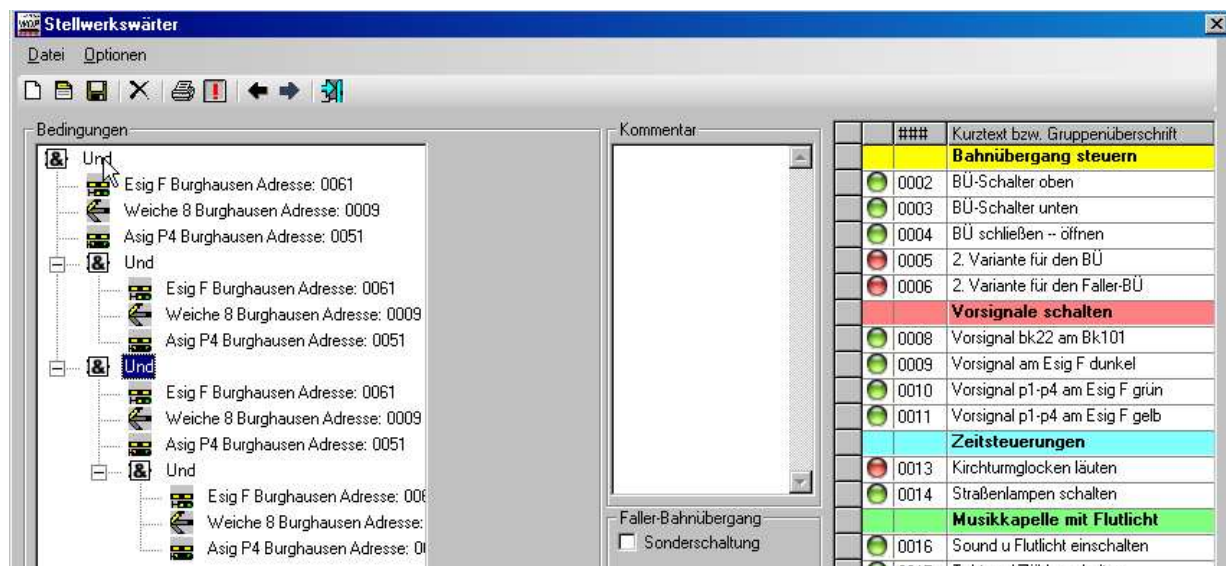 WDP Stellwerkswärter
Datei Optionen
Bedingungen
& Und
Esig F Burghausen Adresse: 0061
Weiche 8 Burghausen Adresse: 0009
Asig P4 Burghausen Adresse: 0051
& Und
Esig F Burghausen Adresse: 0061
Weiche 8 Burghausen Adresse: 0009
Asig P4 Burghausen Adresse: 0051
& Und
Esig F Burghausen Adresse: 0061
Weiche 8 Burghausen Adresse: 0009
Asig P4 Burghausen Adresse: 0051
& Und
Esig F Burghausen Adresse: 006
Weiche 8 Burghausen Adresse:
Asig P4 Burghausen Adresse: 0
Kommentar
Faller-Bahnübergang
Sonderschaltung
### Kurztext bzw. Gruppenüberschrift
Bahnübergang steuern
0002 BÜ-Schalter oben
0003 BÜ-Schalter unten
0004 BÜ schließen -- öffnen
0005 2. Variante für den BÜ
0006 2. Variante für den Faller-BÜ
Vorsignale schalten
0008 Vorsignal bk22 am Bk101
0009 Vorsignal am Esig F dunkel
0010 Vorsignal p1-p4 am Esig F grün
0011 Vorsignal p1-p4 am Esig F gelb
Zeitsteuerungen
0013 Kirchturmglocken läuten
0014 Straßenlampen schalten
Musikkapelle mit Flutlicht
0016 Sound u Flutlicht einschalten